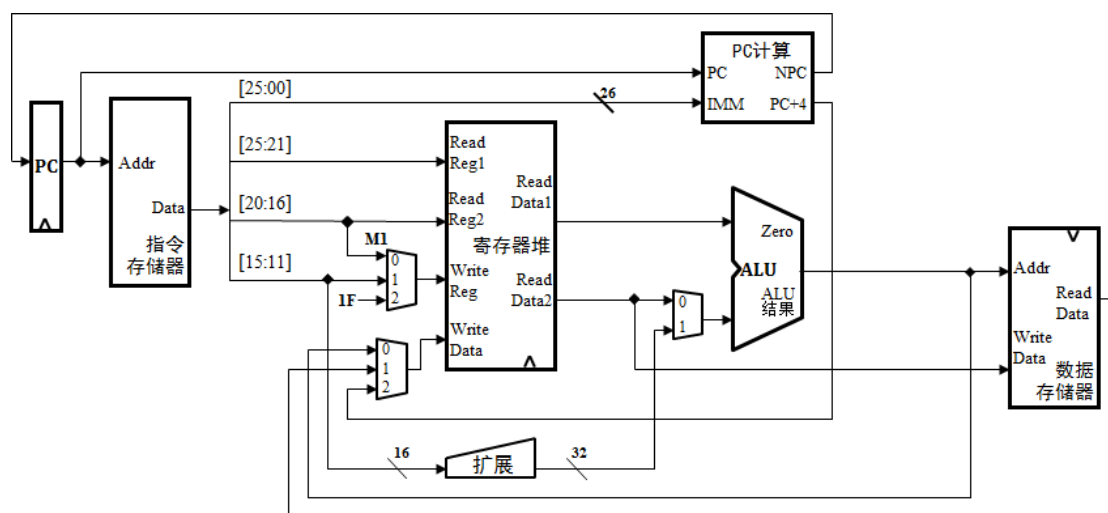 PC计算
PC NPC
IMM PC+4
[25:00]
26
PC
Addr
Data
指令
存储器
[25:21]
[20:16]
[15:11]
M1
0
1
2
1F
0
1
2
Read
Reg1
Read
Reg2
Write
Reg
Write
Data
Read
Data1
寄存器堆
Read
Data2
0
1
Zero
ALU
ALU
结果
Addr
Read
Data
Write
Data
数据
存储器
16
扩展
32